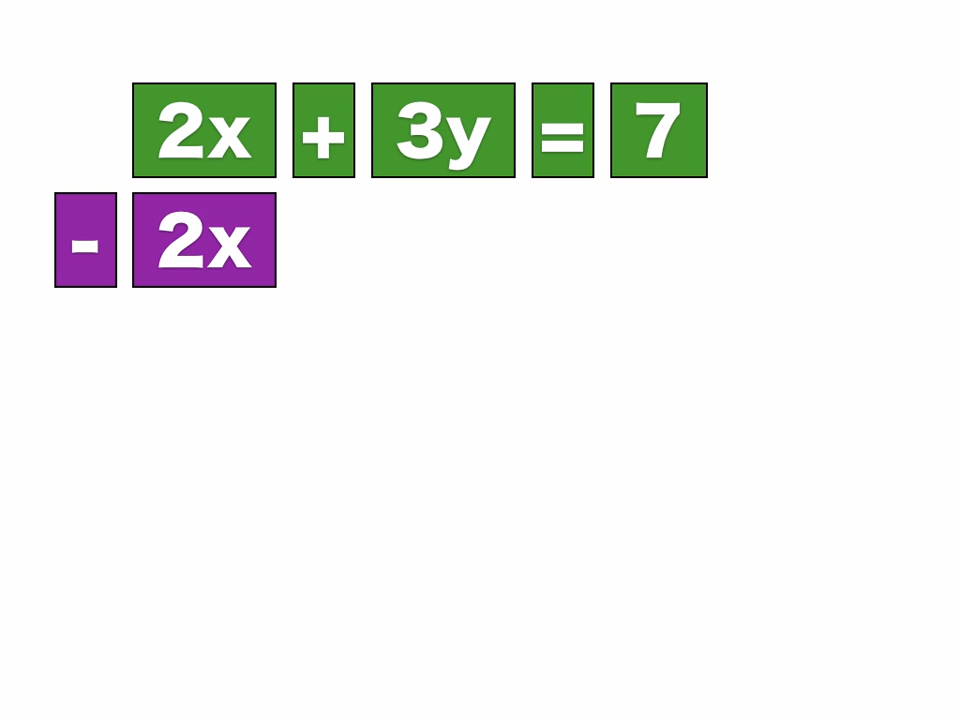 2x + 3y = 7
- 2x